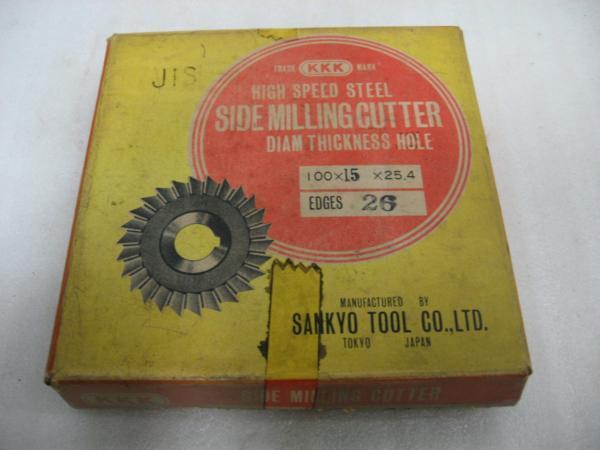 JIS
TRADE KKK MARK
HIGH SPEED STEEL
SIDE MILLING CUTTER
DIAM THICKNESS HOLE
100×15 ×25.4
EDGES 26
MANUFACTURED BY
SANKYO TOOL CO.,LTD.
TOKYO JAPAN
KKK SIDE MILLING CUTTER